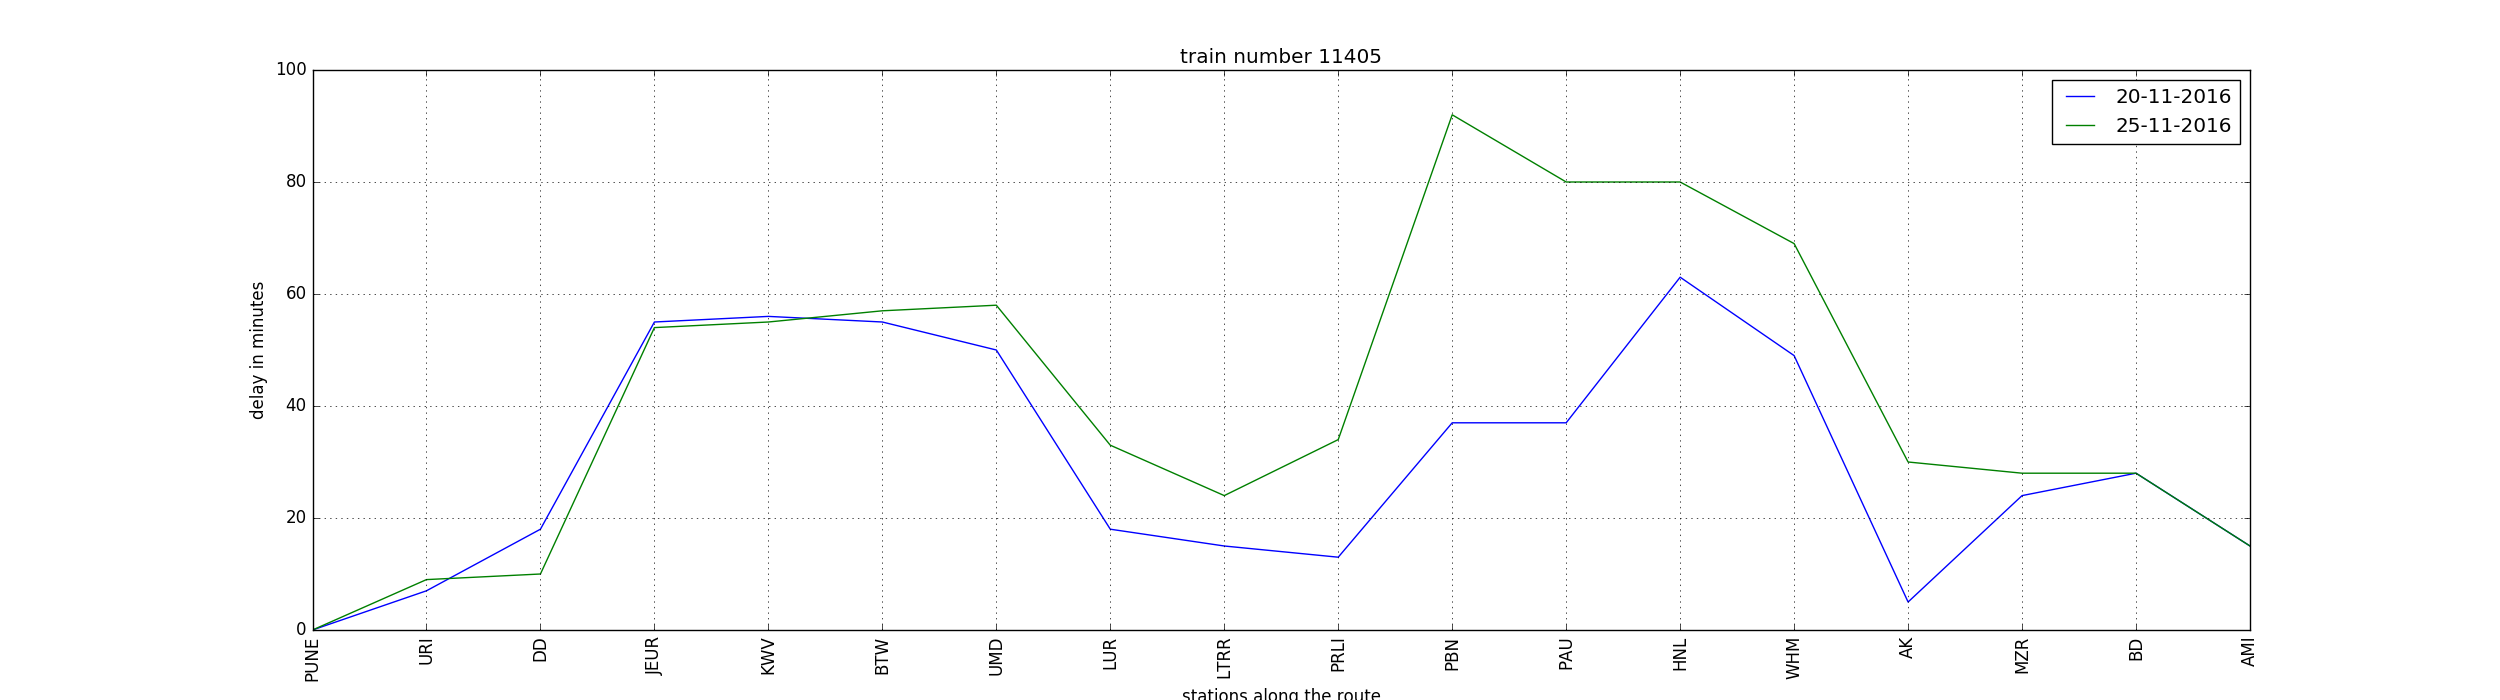 train number 11405
100
80
60
40
20
0
delay in minutes
20-11-2016
25-11-2016
PUNE
URI
DD
JEUR
KWV
BTW
UMD
LUR
LTRR
PRLI
PBN
PAU
HNL
WHM
AK
MZR
BD
AMI
stations along the route